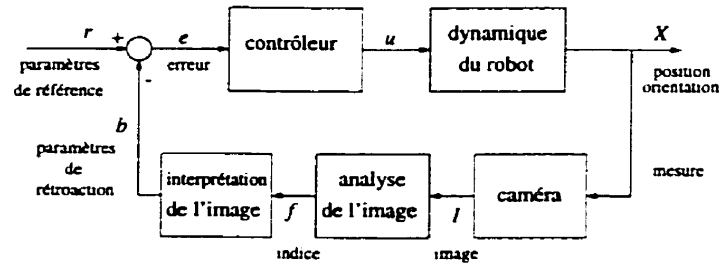 r
+
e
contrôleur
u
dynamique
du robot
X
paramètres
de référence
erreur
position
orientation
-
b
paramètres
de
rétroaction
interprétation
de l'image
f
analyse
de l'image
I
caméra
mesure
indice
image